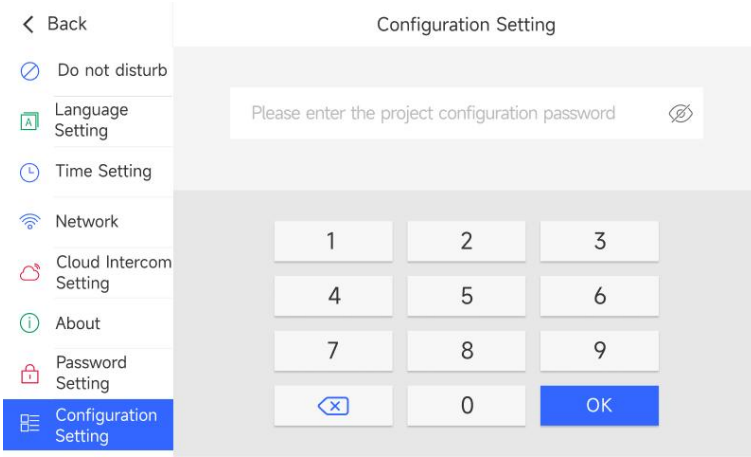 Back
Configuration Setting
Do not disturb
Language
Setting
Time Setting
Network
Cloud Intercom
Setting
About
Password
Setting
Configuration
Setting
Please enter the project configuration password
1 2 3
4 5 6
7 8 9
0 OK